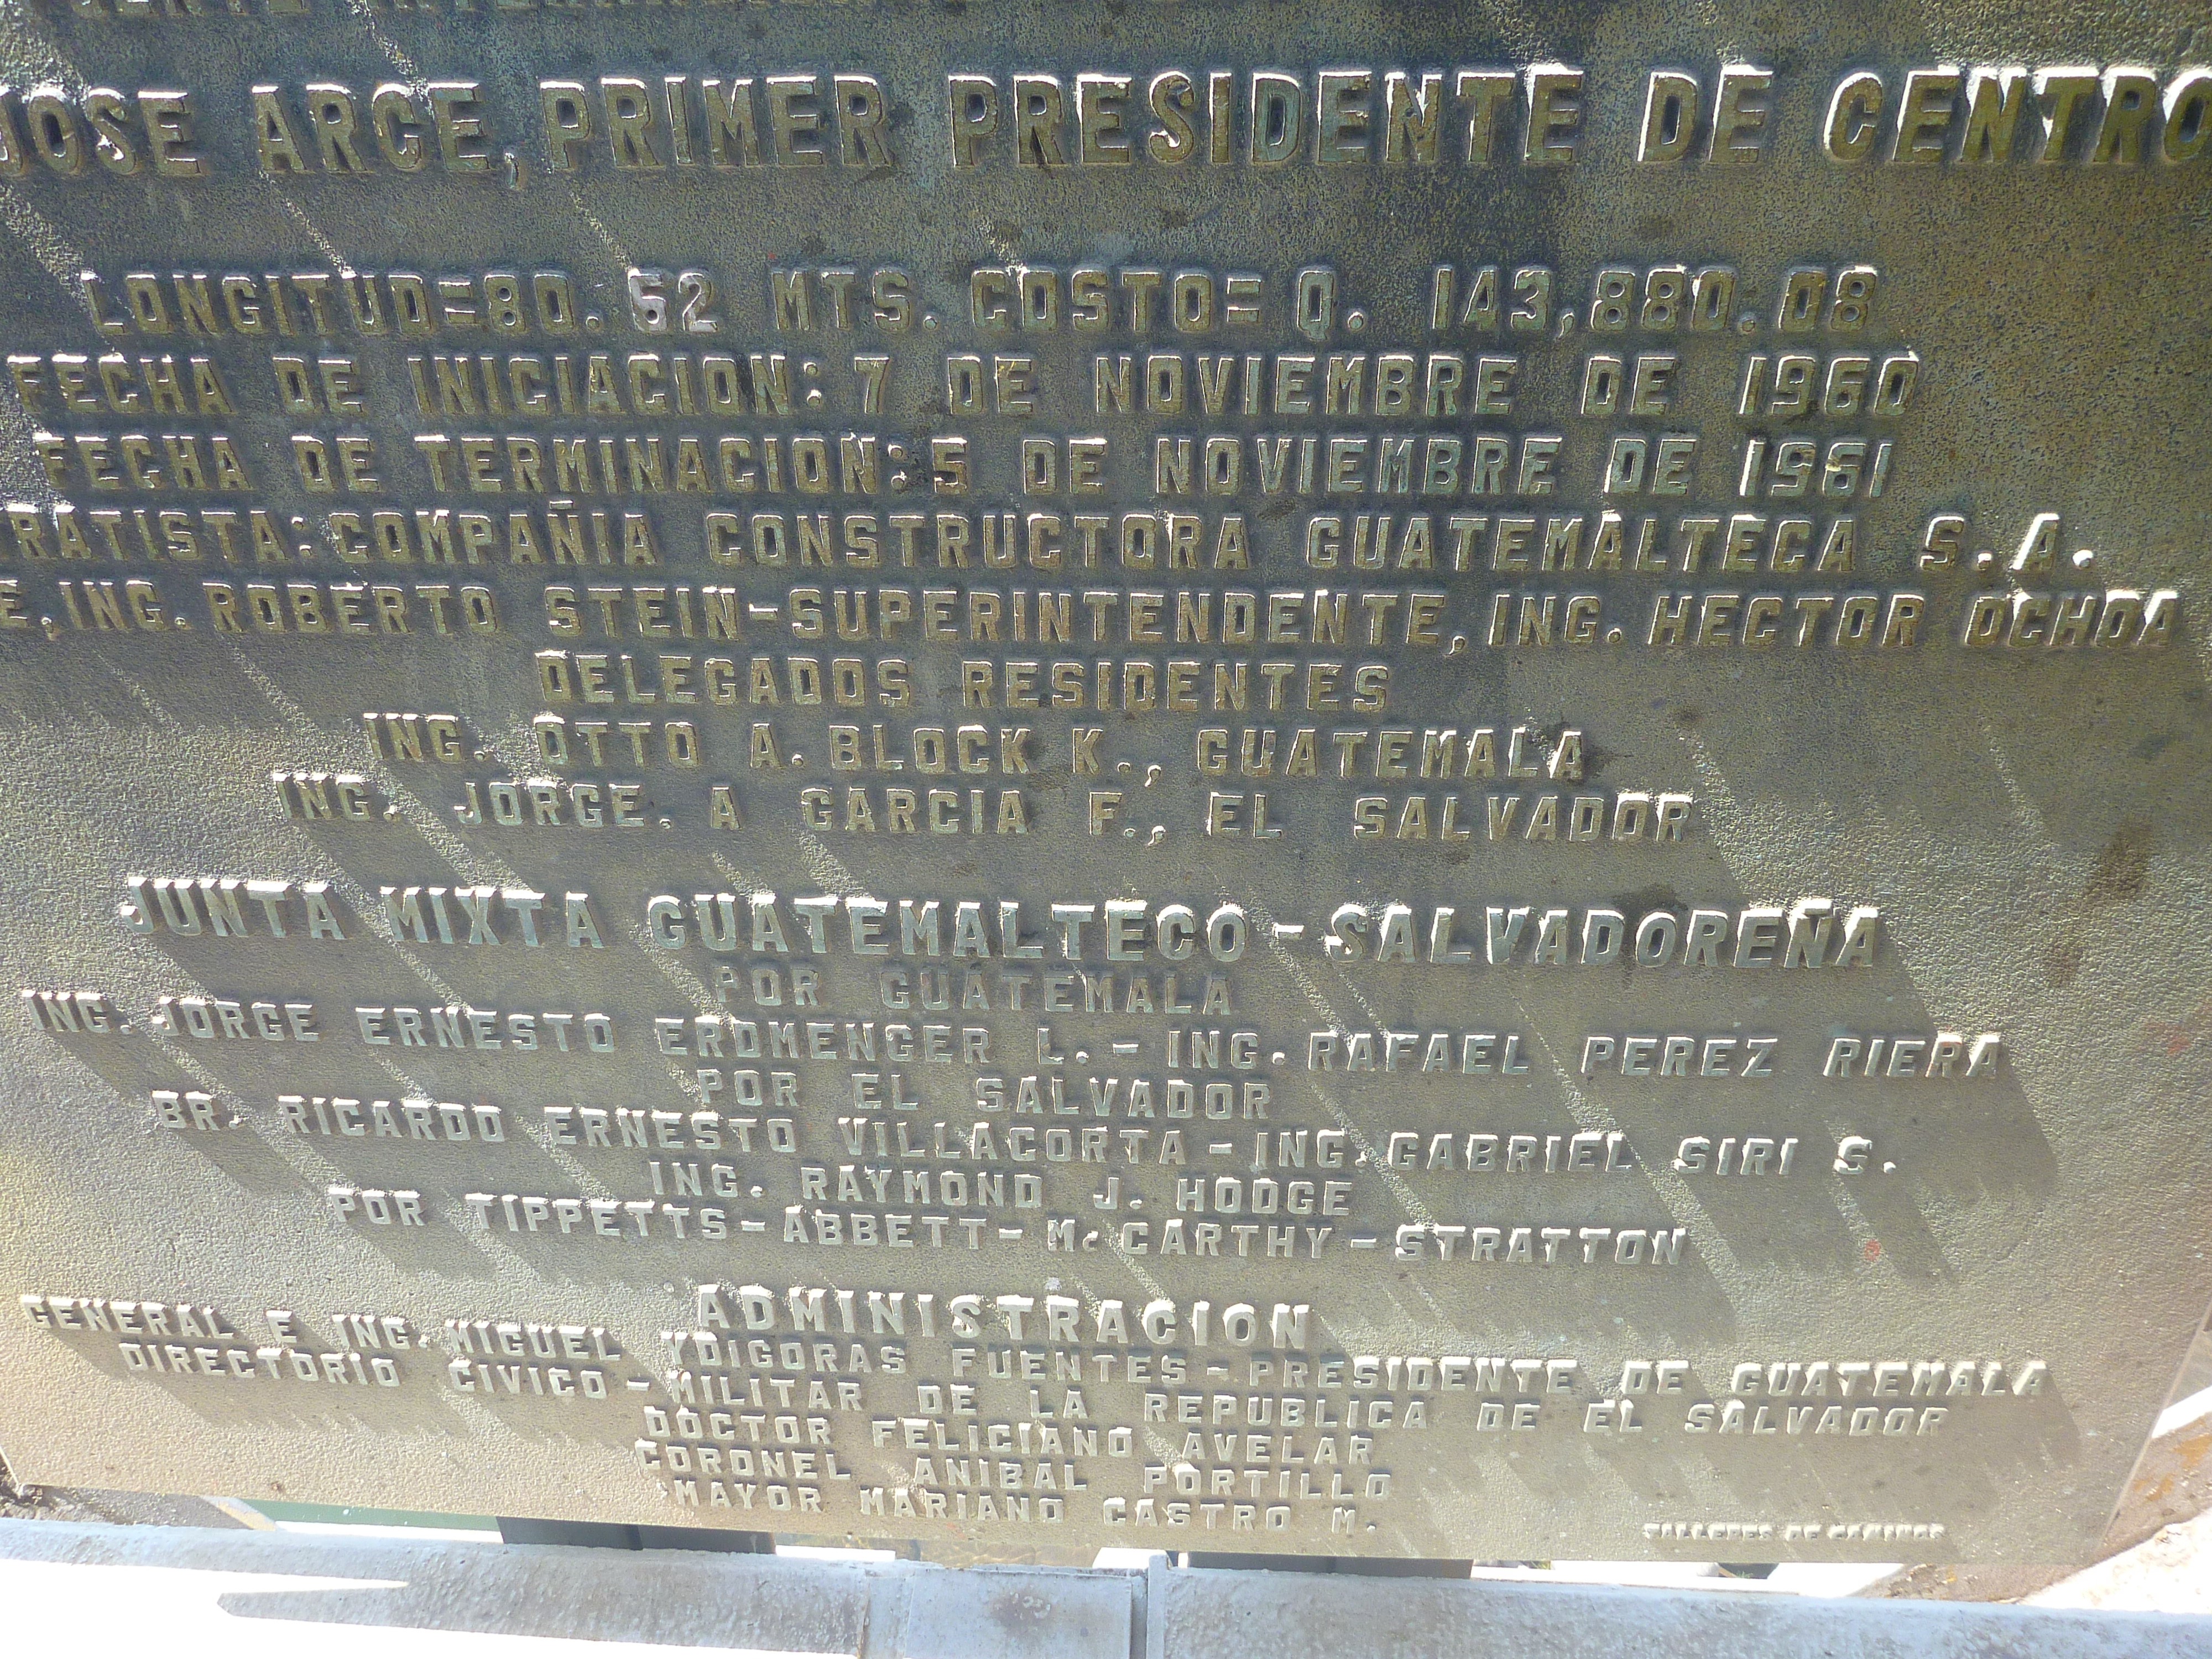 JOSE ARCE, PRIMER PRESIDENTE DE CENTRO
LONGITUD=80.52 MTS. COSTO= Q. 143,880.08
FECHA DE INICIACION: 7 DE NOVIEMBRE DE 1960
FECHA DE TERMINACION: 5 DE NOVIEMBRE DE 1961
RATISTA: COMPAÑIA CONSTRUCTORA GUATEMALTECA S.A.
E, ING. ROBERTO STEIN-SUPERINTENDENTE, ING. HECTOR OCHOA
DELEGADOS RESIDENTES
ING. OTTO A. BLOCK K., GUATEMALA
ING. JORGE. A GARCIA F., EL SALVADOR
JUNTA MIXTA GUATEMALTECO-SALVADOREÑA
POR GUATEMALA
ING. JORGE ERNESTO ERDMENGER L. - ING. RAFAEL PEREZ RIERA
POR EL SALVADOR
BR. RICARDO ERNESTO VILLACORTA - ING. GABRIEL SIRI S.
ING. RAYMOND J. HODGE
POR TIPPETTS-ABBETT-Mc CARTHY-STRATTON
ADMINISTRACION
GENERAL E ING. MIGUEL YDIGORAS FUENTES-PRESIDENTE DE GUATEMALA
DIRECTORIO CIVICO-MILITAR DE LA REPUBLICA DE EL SALVADOR
DOCTOR FELICIANO AVELAR
CORONEL ANIBAL PORTILLO
MAYOR MARIANO CASTRO M.
TALLERES DE CAMINOS